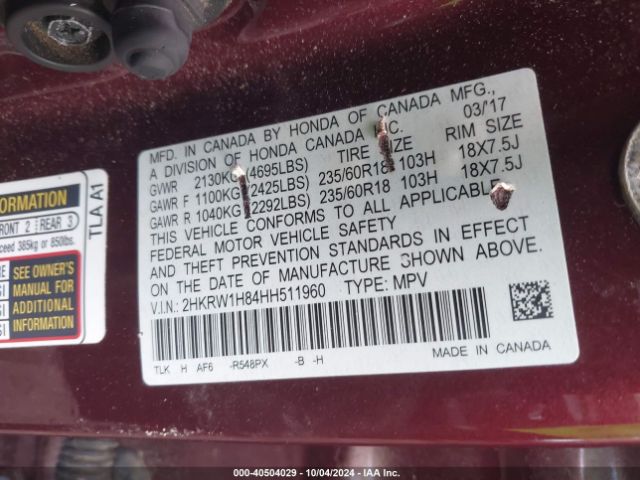 MFD. IN CANADA BY HONDA OF CANADA MFG.,
A DIVISION OF HONDA CANADA INC. 03/'17
GVWR 2130KG (4695LBS) TIRE SIZE RIM SIZE
GAWR F 1100KG (2425LBS) 235/60R18 103H 18X7.5J
GAWR R 1040KG (2292LBS) 235/60R18 103H 18X7.5J
THIS VEHICLE CONFORMS TO ALL APPLICABLE
FEDERAL MOTOR VEHICLE SAFETY
AND THEFT PREVENTION STANDARDS IN EFFECT
ON THE DATE OF MANUFACTURE SHOWN ABOVE.
V.I.N.: 2HKRW1H84HH511960 TYPE: MPV
TLK H AF6 -R548PX -B -H MADE IN CANADA
INFORMATION
FRONT 2 REAR 3
exceed 385kg or 850lbs.
SEE OWNER'S
MANUAL FOR
ADDITIONAL
INFORMATION
TLA A1
000-40504029 - 10/04/2024 - IAA Inc.